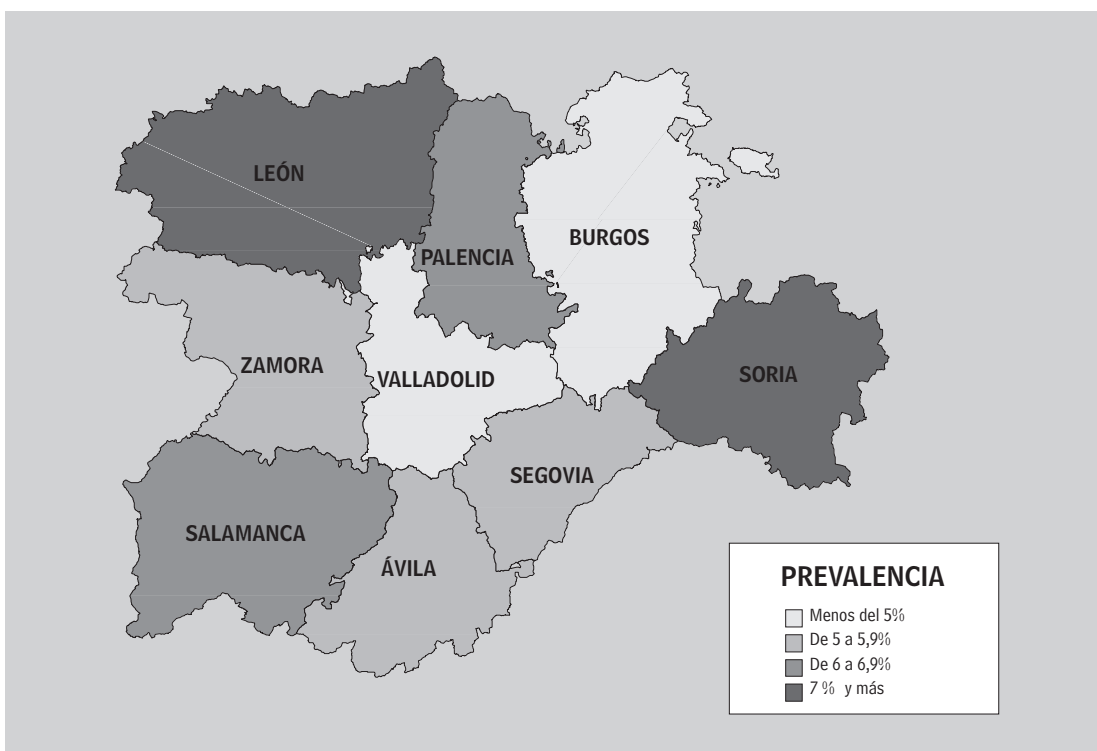 LEÓN
PALENCIA
BURGOS
ZAMORA
VALLADOLID
SORIA
SEGOVIA
SALAMANCA
ÁVILA
PREVALENCIA
Menos del 5%
De 5 a 5,9%
De 6 a 6,9%
7 % y más